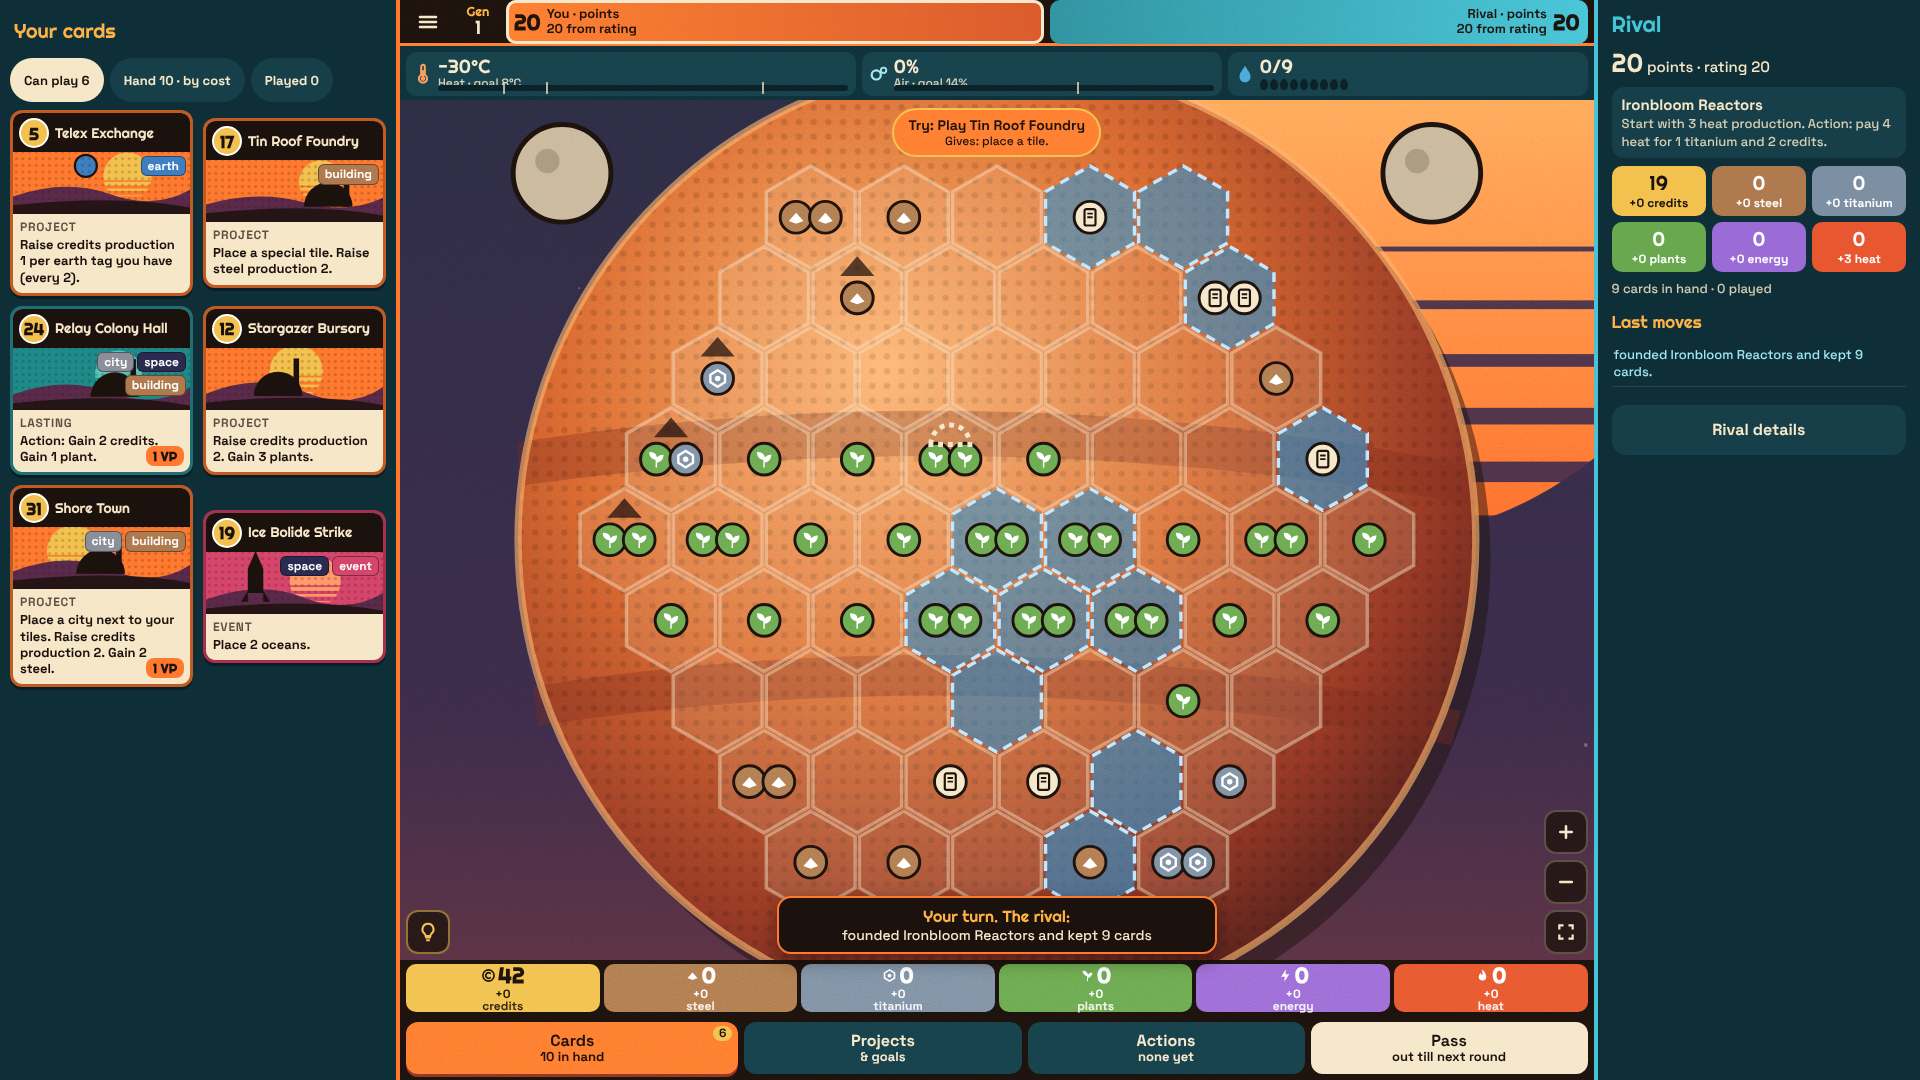 Your cards
Can play 6
Hand 10 · by cost
Played 0
5
Telex Exchange
earth
PROJECT
Raise credits production
1 per earth tag you have
(every 2).
17
Tin Roof Foundry
building
PROJECT
Place a special tile. Raise
steel production 2.
24
Relay Colony Hall
city
space
building
LASTING
Action: Gain 2 credits.
Gain 1 plant.
1 VP
12
Stargazer Bursary
PROJECT
Raise credits production
2. Gain 3 plants.
31
Shore Town
city
building
PROJECT
Place a city next to your
tiles. Raise credits
production 2. Gain 2
steel.
1 VP
19
Ice Bolide Strike
space
event
EVENT
Place 2 oceans.
Gen
1
20
You · points
20 from rating
Rival · points
20 from rating
20
-30°C
Heat · goal 8°C
0%
Air · goal 14%
0/9
Try: Play Tin Roof Foundry
Gives: place a tile.
Your turn. The rival:
founded Ironbloom Reactors and kept 9 cards
+
−
42
+0
credits
0
+0
steel
0
+0
titanium
0
+0
plants
0
+0
energy
0
+0
heat
Cards
10 in hand
6
Projects
& goals
Actions
none yet
Pass
out till next round
Rival
20 points · rating 20
Ironbloom Reactors
Start with 3 heat production. Action: pay 4
heat for 1 titanium and 2 credits.
19
+0 credits
0
+0 steel
0
+0 titanium
0
+0 plants
0
+0 energy
0
+3 heat
9 cards in hand · 0 played
Last moves
founded Ironbloom Reactors and kept 9
cards.
Rival details